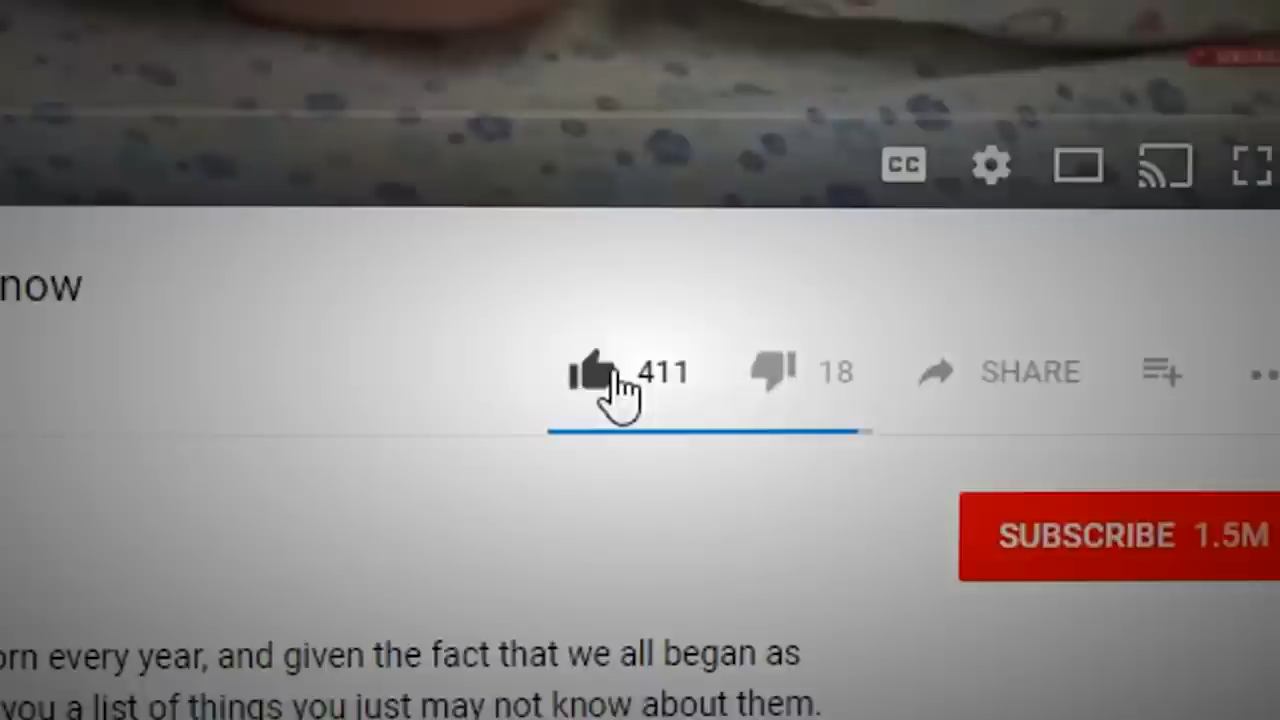 CC
now
411 18 SHARE
SUBSCRIBE 1.5M
every year, and given the fact that we all began as
you a list of things you just may not know about them.